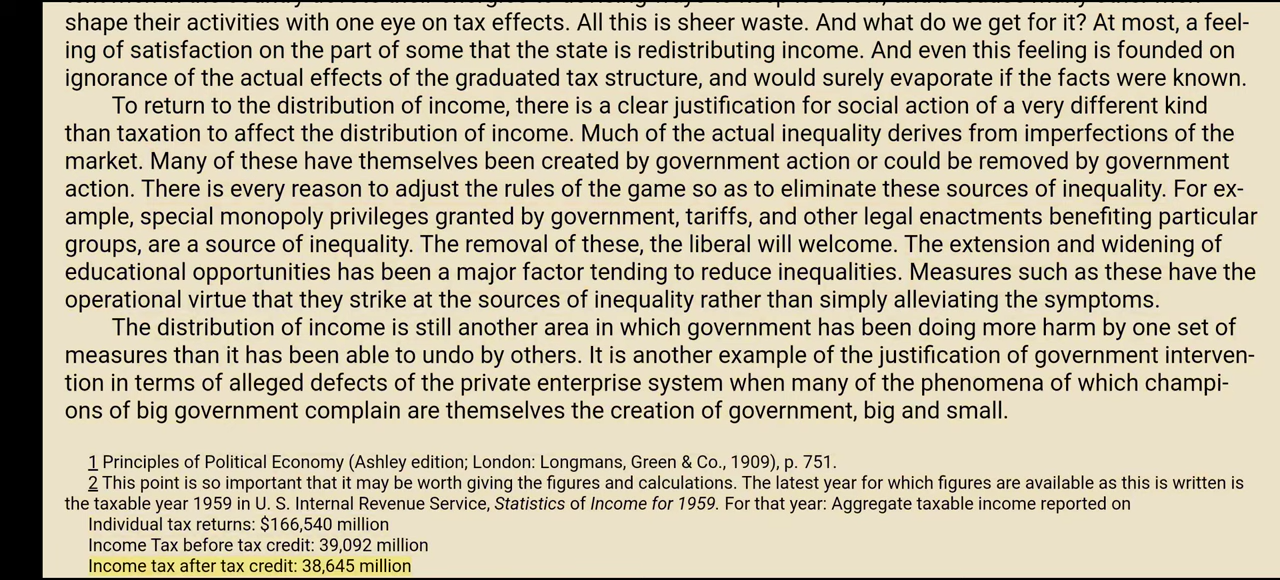 shape their activities with one eye on tax effects. All this is sheer waste. And what do we get for it? At most, a feel-
ing of satisfaction on the part of some that the state is redistributing income. And even this feeling is founded on
ignorance of the actual effects of the graduated tax structure, and would surely evaporate if the facts were known.
To return to the distribution of income, there is a clear justification for social action of a very different kind
than taxation to affect the distribution of income. Much of the actual inequality derives from imperfections of the
market. Many of these have themselves been created by government action or could be removed by government
action. There is every reason to adjust the rules of the game so as to eliminate these sources of inequality. For ex-
ample, special monopoly privileges granted by government, tariffs, and other legal enactments benefiting particular
groups, are a source of inequality. The removal of these, the liberal will welcome. The extension and widening of
educational opportunities has been a major factor tending to reduce inequalities. Measures such as these have the
operational virtue that they strike at the sources of inequality rather than simply alleviating the symptoms.
The distribution of income is still another area in which government has been doing more harm by one set of
measures than it has been able to undo by others. It is another example of the justification of government interven-
tion in terms of alleged defects of the private enterprise system when many of the phenomena of which champi-
ons of big government complain are themselves the creation of government, big and small.
1 Principles of Political Economy (Ashley edition; London: Longmans, Green & Co., 1909), p. 751.
2 This point is so important that it may be worth giving the figures and calculations. The latest year for which figures are available as this is written is
the taxable year 1959 in U. S. Internal Revenue Service, Statistics of Income for 1959. For that year: Aggregate taxable income reported on
Individual tax returns: $166,540 million
Income Tax before tax credit: 39,092 million
Income tax after tax credit: 38,645 million